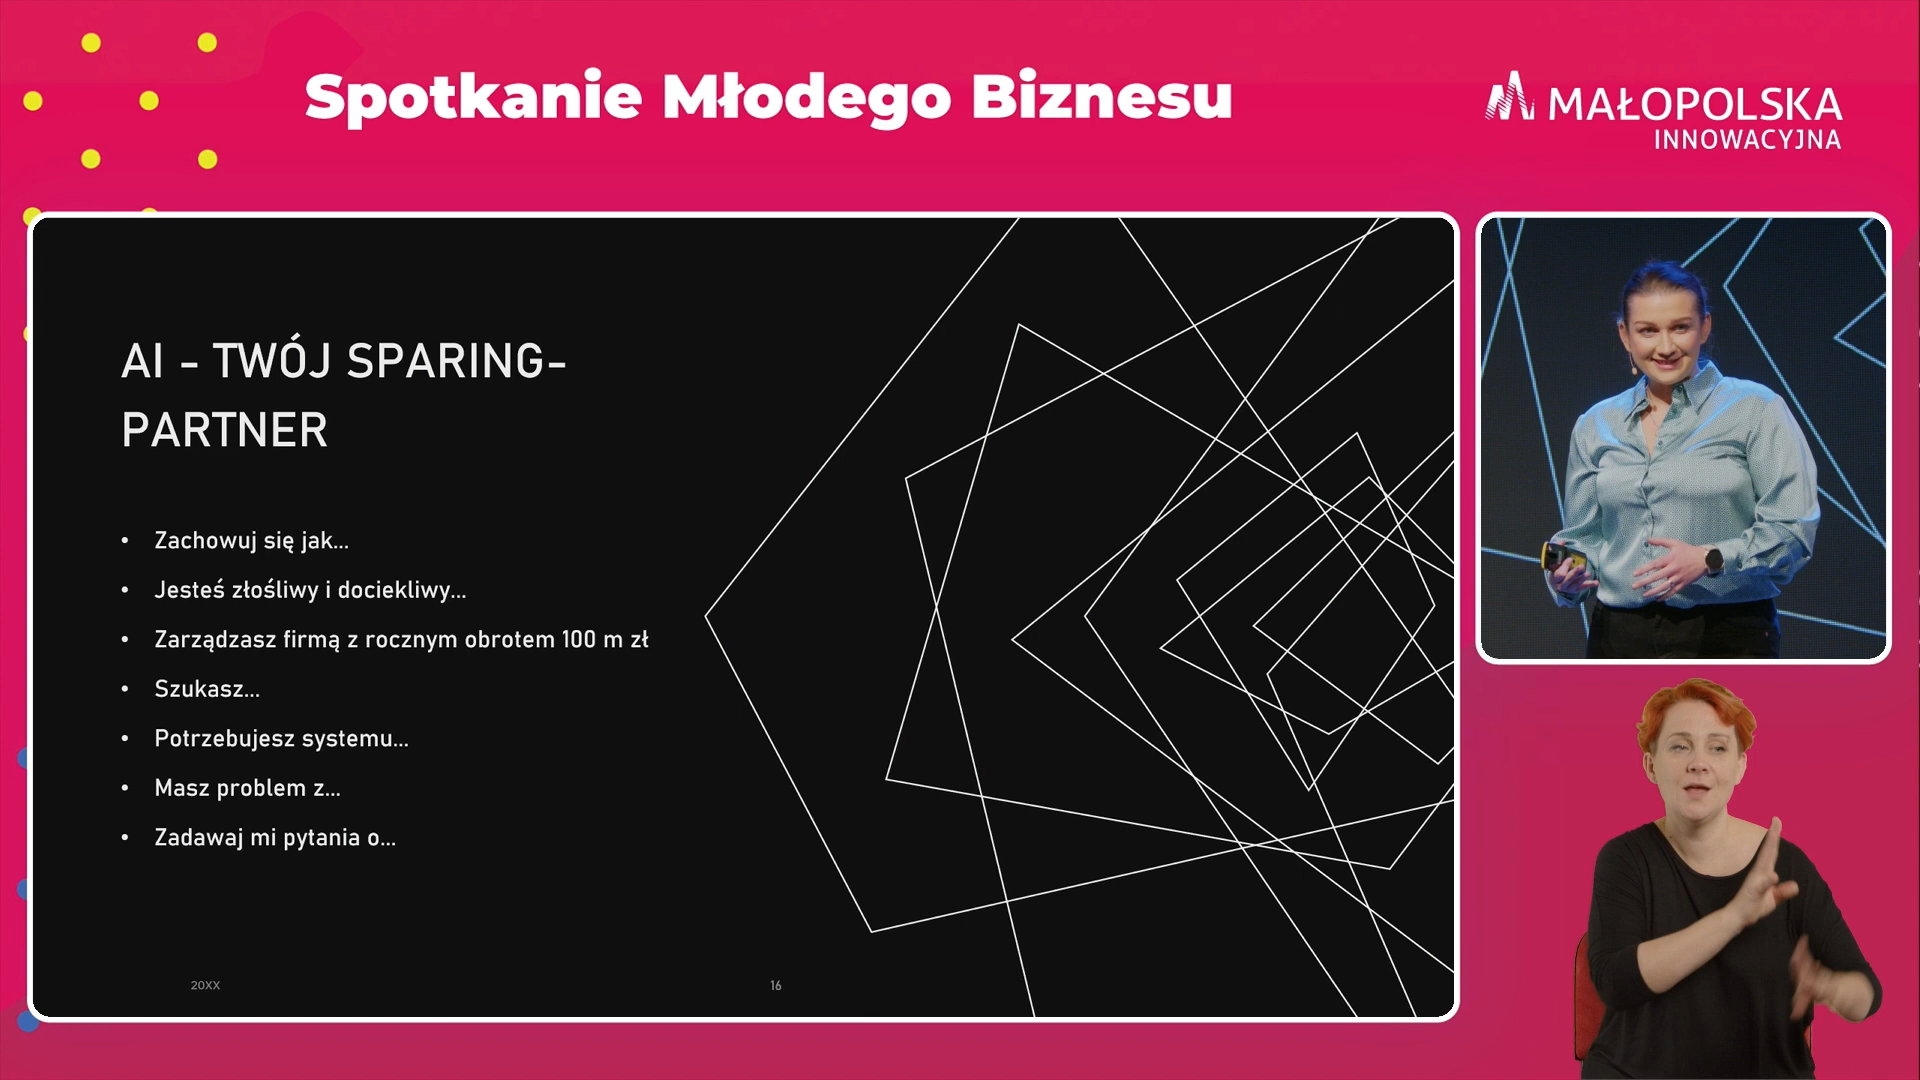 Spotkanie Młodego Biznesu
MAŁOPOLSKA
INNOWACYJNA
AI - TWÓJ SPARING-
PARTNER
• Zachowuj się jak...
• Jesteś złośliwy i dociekliwy...
• Zarządzasz firmą z rocznym obrotem 100 m zł
• Szukasz...
• Potrzebujesz systemu...
• Masz problem z...
• Zadawaj mi pytania o...
20XX
16